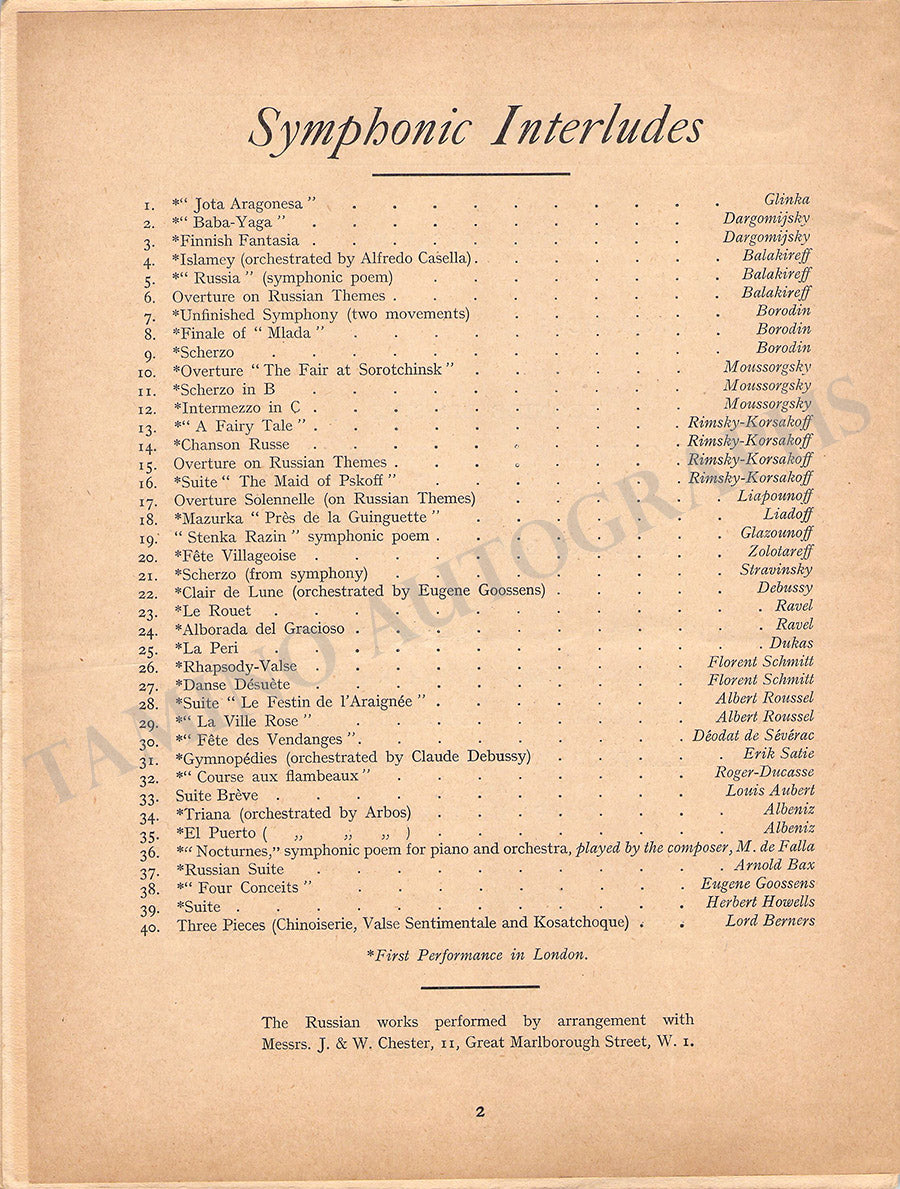 Symphonic Interludes
1. *“ Jota Aragonesa ” . . . . . . . . . . Glinka
2. *“ Baba-Yaga ” . . . . . . . . . . Dargomijsky
3. *Finnish Fantasia . . . . . . . . . . Dargomijsky
4. *Islamey (orchestrated by Alfredo Casella) . . . . . . . Balakireff
5. *“ Russia ” (symphonic poem) . . . . . . . . Balakireff
6. Overture on Russian Themes . . . . . . . . . Balakireff
7. *Unfinished Symphony (two movements) . . . . . . Borodin
8. *Finale of “ Mlada ” . . . . . . . . . . Borodin
9. *Scherzo . . . . . . . . . . . . Borodin
10. *Overture “ The Fair at Sorotchinsk ” . . . . . . . Moussorgsky
11. *Scherzo in B . . . . . . . . . . Moussorgsky
12. *Intermezzo in C . . . . . . . . . . Moussorgsky
13. *“ A Fairy Tale ” . . . . . . . . . . Rimsky-Korsakoff
14. *Chanson Russe . . . . . . . . . . Rimsky-Korsakoff
15. Overture on Russian Themes . . . . . . . . Rimsky-Korsakoff
16. *Suite “ The Maid of Pskoff ” . . . . . . . . Rimsky-Korsakoff
17. Overture Solennelle (on Russian Themes) . . . . . . Liapounoff
18. *Mazurka “ Près de la Guinguette ” . . . . . . . Liadoff
19. “ Stenka Razin ” symphonic poem . . . . . . . . Glazounoff
20. *Fête Villageoise . . . . . . . . . . Zolotareff
21. *Scherzo (from symphony) . . . . . . . . . Stravinsky
22. *Clair de Lune (orchestrated by Eugene Goossens) . . . . . Debussy
23. *Le Rouet . . . . . . . . . . . . Ravel
24. *Alborada del Gracioso . . . . . . . . . . Ravel
25. *La Peri . . . . . . . . . . . . Dukas
26. *Rhapsody-Valse . . . . . . . . . . Florent Schmitt
27. *Danse Désuète . . . . . . . . . . Florent Schmitt
28. *Suite “ Le Festin de l’Araignée ” . . . . . . . Albert Roussel
29. *“ La Ville Rose ” . . . . . . . . . Albert Roussel
30. *“ Fête des Vendanges ” . . . . . . . . . Déodat de Sévérac
31. *Gymnopédies (orchestrated by Claude Debussy) . . . . Erik Satie
32. *“ Course aux flambeaux ” . . . . . . . . Roger-Ducasse
33. Suite Brève . . . . . . . . . . . Louis Aubert
34. *Triana (orchestrated by Arbos) . . . . . . . . Albeniz
35. *El Puerto ( „ „ „ ) . . . . . . . . Albeniz
36. *“ Nocturnes,” symphonic poem for piano and orchestra, played by the composer, M. de Falla
37. *Russian Suite . . . . . . . . . . . Arnold Bax
38. *“ Four Conceits ” . . . . . . . . . . Eugene Goossens
39. *Suite . . . . . . . . . . . . Herbert Howells
40. Three Pieces (Chinoiserie, Valse Sentimentale and Kosatchoque) . . Lord Berners
*First Performance in London.
The Russian works performed by arrangement with
Messrs. J. & W. Chester, 11, Great Marlborough Street, W. 1.
2
TAMINO AUTOGRAPHS